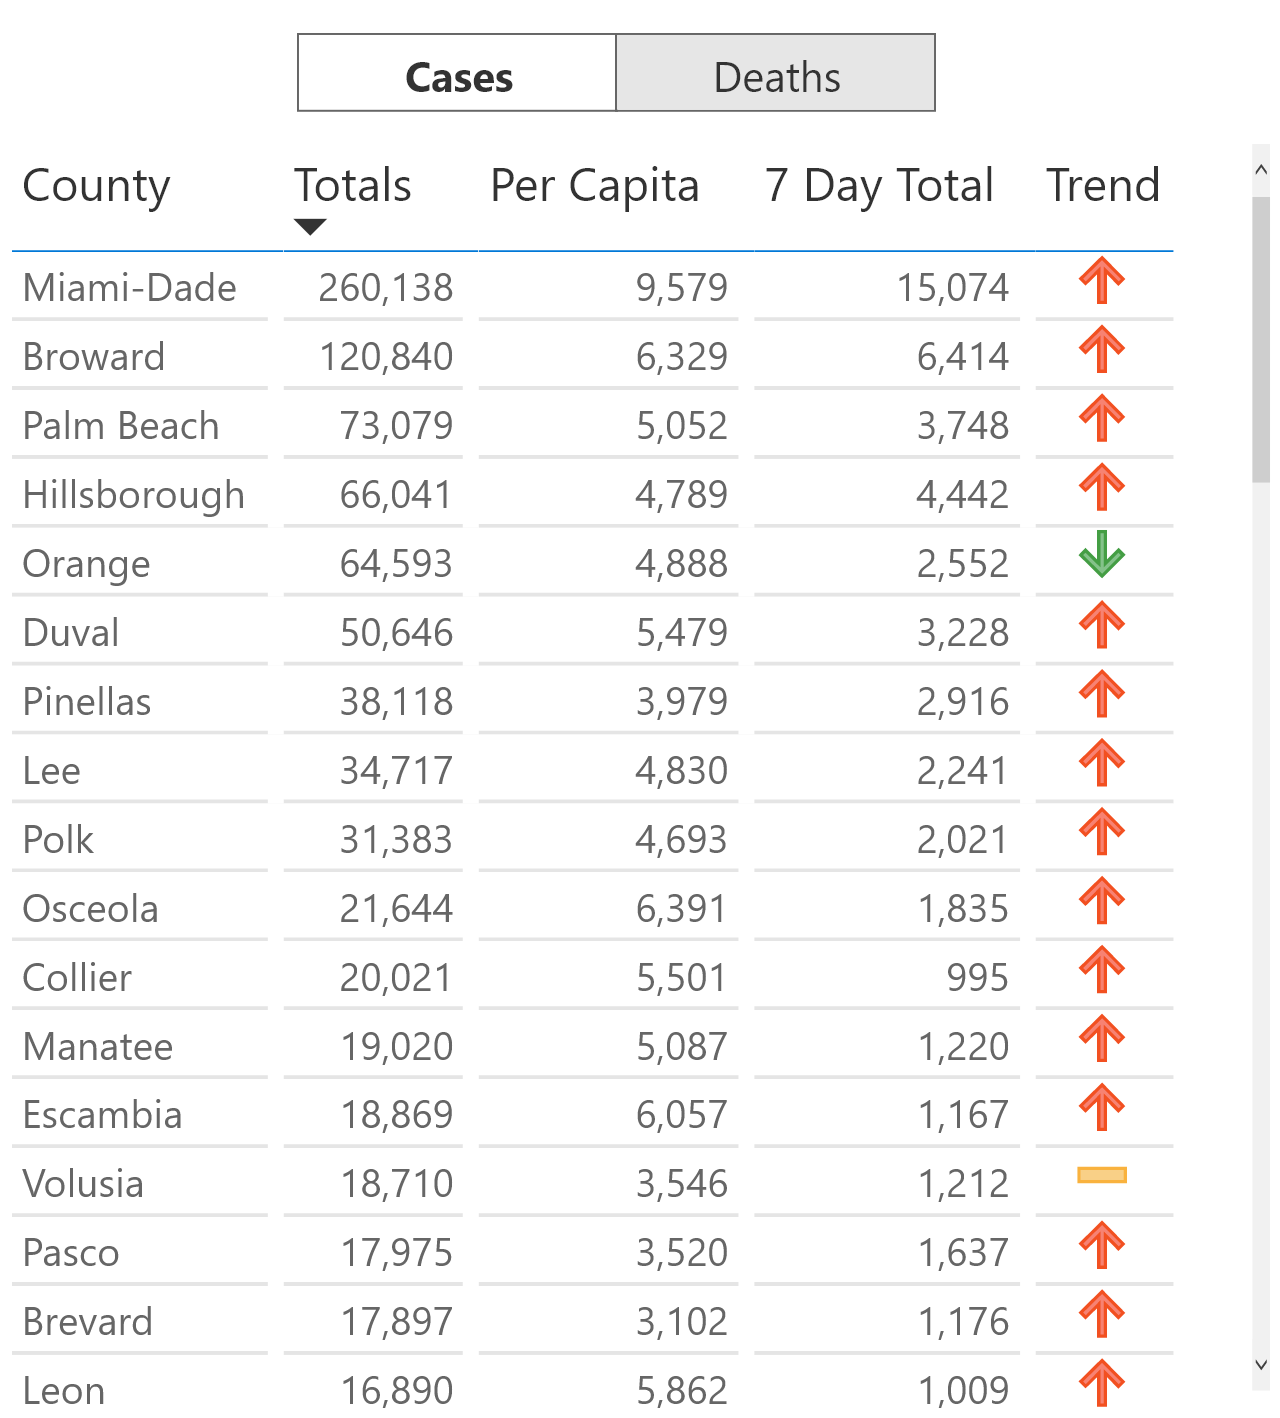 Cases Deaths
County Totals Per Capita 7 Day Total Trend
Miami-Dade 260,138 9,579 15,074
Broward 120,840 6,329 6,414
Palm Beach 73,079 5,052 3,748
Hillsborough 66,041 4,789 4,442
Orange 64,593 4,888 2,552
Duval 50,646 5,479 3,228
Pinellas 38,118 3,979 2,916
Lee 34,717 4,830 2,241
Polk 31,383 4,693 2,021
Osceola 21,644 6,391 1,835
Collier 20,021 5,501 995
Manatee 19,020 5,087 1,220
Escambia 18,869 6,057 1,167
Volusia 18,710 3,546 1,212
Pasco 17,975 3,520 1,637
Brevard 17,897 3,102 1,176
Leon 16,890 5,862 1,009